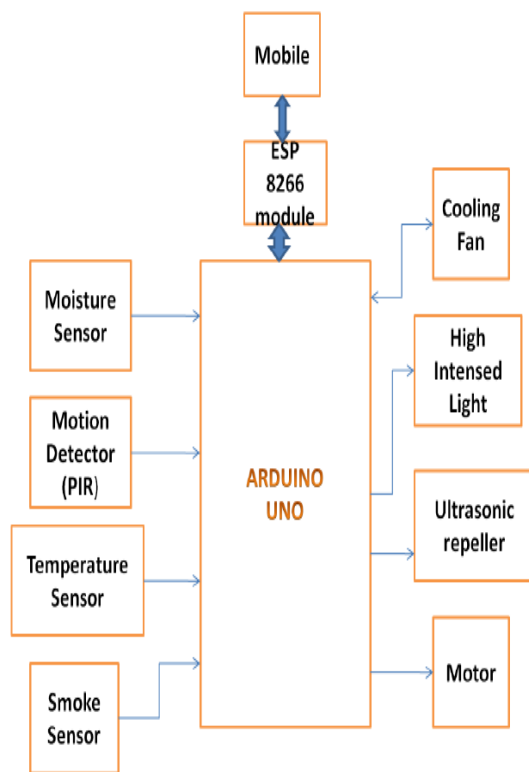 Mobile
ESP
8266
module
Cooling
Fan
Moisture
Sensor
High
Intensed
Light
Motion
Detector
(PIR)
ARDUINO
UNO
Ultrasonic
repeller
Temperature
Sensor
Smoke
Sensor
Motor